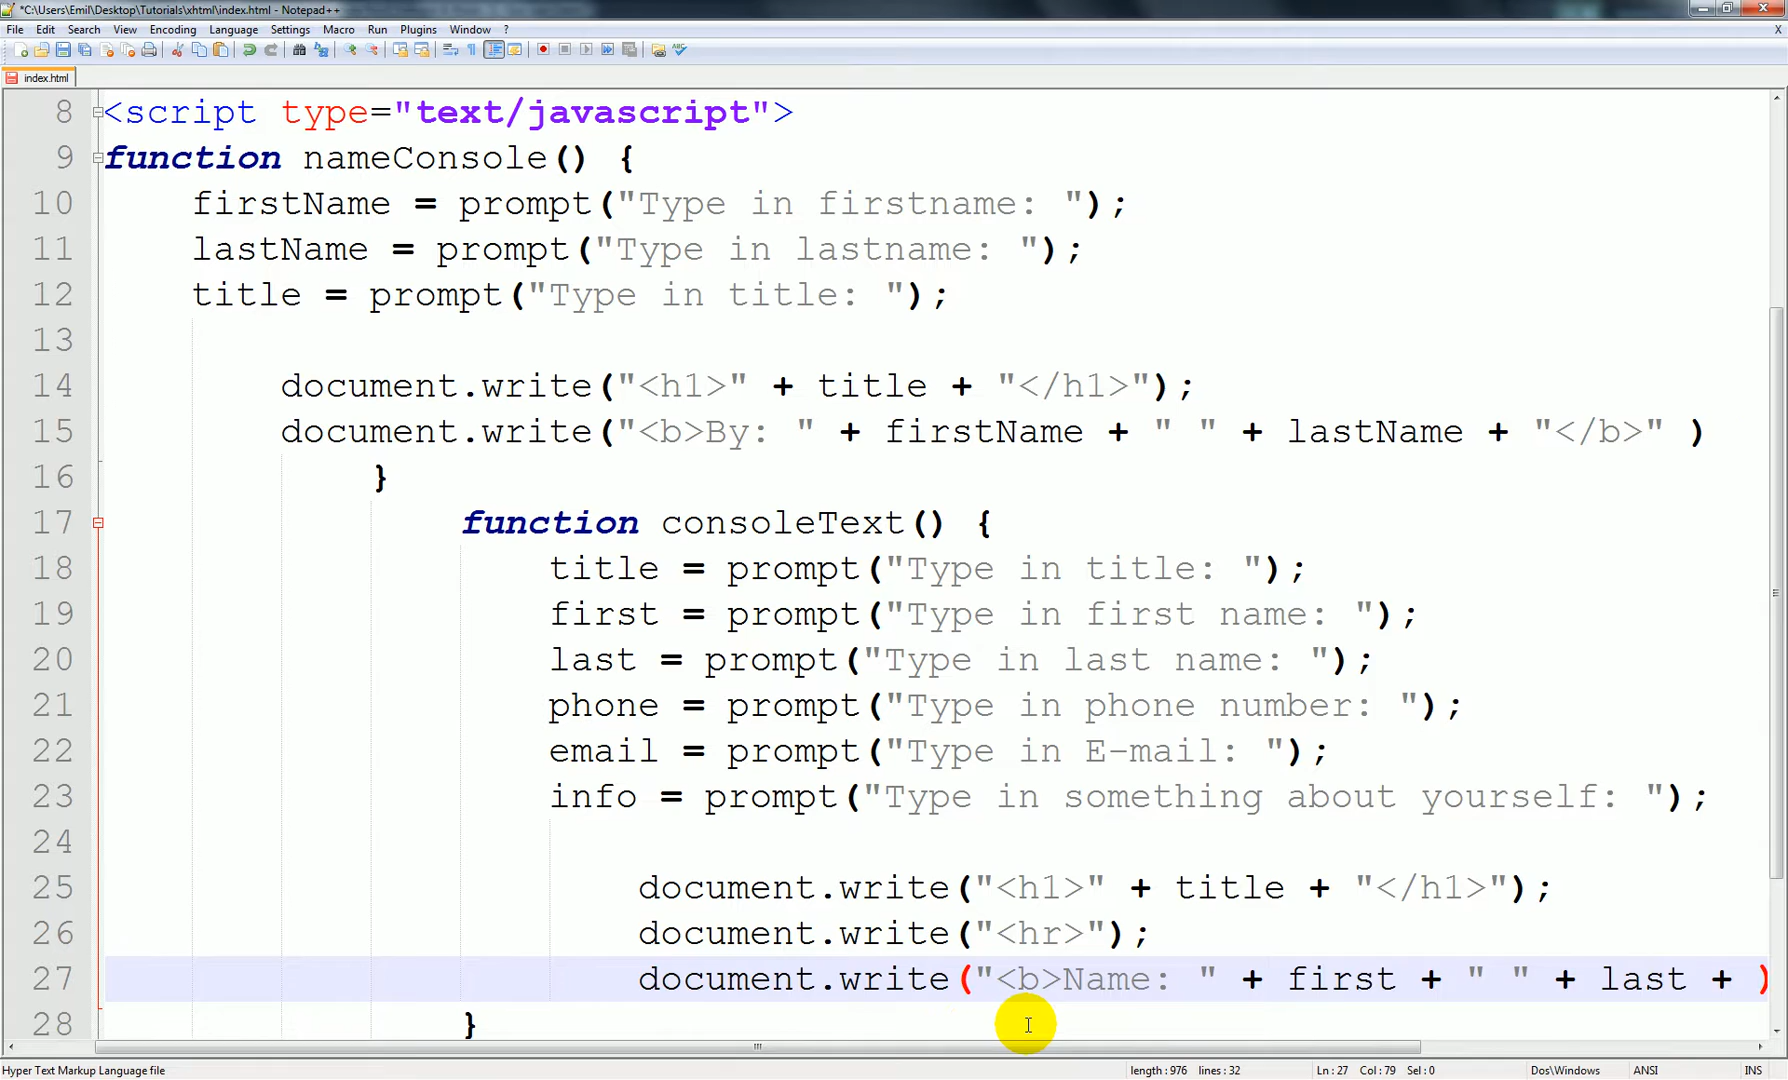 *C:\Users\Emil\Desktop\Tutorials\xhtml\index.html - Notepad++
File Edit Search View Encoding Language Settings Macro Run Plugins Window ? X
index.html
8 <script type="text/javascript">
9 function nameConsole() {
10 firstName = prompt("Type in firstname: ");
11 lastName = prompt("Type in lastname: ");
12 title = prompt("Type in title: ");
13
14 document.write("<h1>" + title + "</h1>");
15 document.write("<b>By: " + firstName + " " + lastName + "</b>" )
16 }
17 function consoleText() {
18 title = prompt("Type in title: ");
19 first = prompt("Type in first name: ");
20 last = prompt("Type in last name: ");
21 phone = prompt("Type in phone number: ");
22 email = prompt("Type in E-mail: ");
23 info = prompt("Type in something about yourself: ");
24
25 document.write("<h1>" + title + "</h1>");
26 document.write("<hr>");
27 document.write("<b>Name: " + first + " " + last + )
28 }
Hyper Text Markup Language file length : 976 lines : 32 Ln : 27 Col : 79 Sel : 0 Dos\Windows ANSI INS